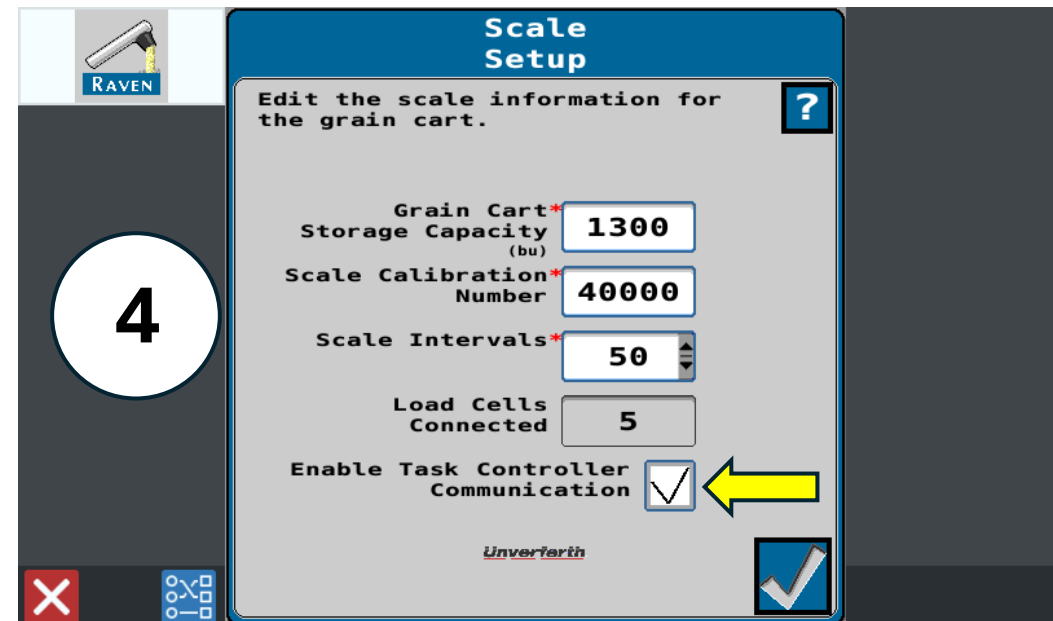 Scale
Setup
RAVEN
Edit the scale information for
the grain cart.
?
Grain Cart*
Storage Capacity
(bu)
1300
Scale Calibration*
Number
40000
4
Scale Intervals*
50
Load Cells
Connected
5
Enable Task Controller
Communication
Unverferth